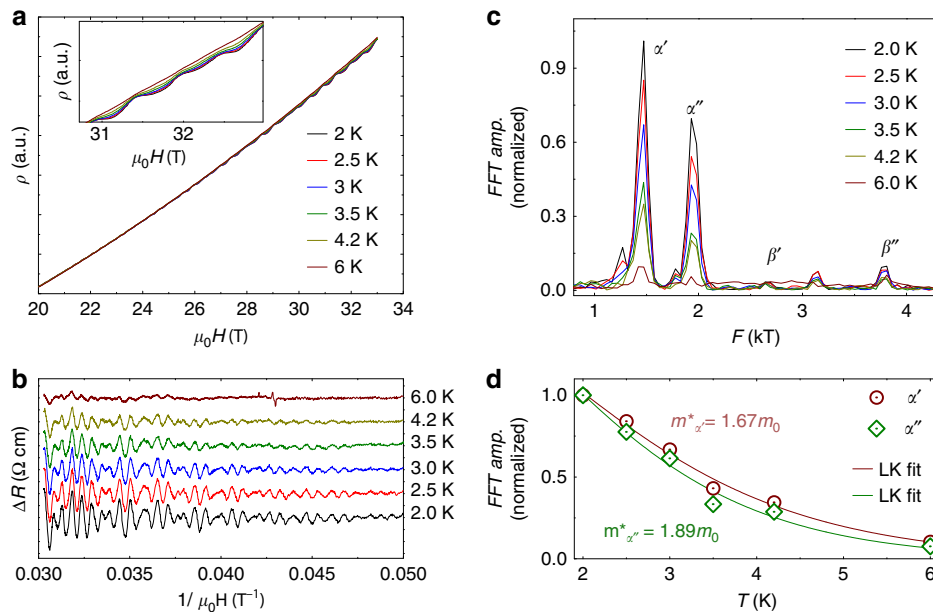 a
ρ (a.u.)
ρ (a.u.)
31
32
μ0H (T)
2 K
2.5 K
3 K
3.5 K
4.2 K
6 K
20
22
24
26
28
30
32
34
μ0H (T)
b
ΔR (Ω cm)
6.0 K
4.2 K
3.5 K
3.0 K
2.5 K
2.0 K
0.030
0.035
0.040
0.045
0.050
1/ μ0H (T⁻¹)
c
FFT amp.
(normalized)
0.9
0.6
0.3
0.0
α′
α″
β′
β″
2.0 K
2.5 K
3.0 K
3.5 K
4.2 K
6.0 K
1
2
3
4
F (kT)
d
FFT amp.
(normalized)
1.0
0.5
0.0
m*α′ = 1.67m0
m*α″ = 1.89m0
α′
α″
LK fit
LK fit
2
3
4
5
6
T (K)